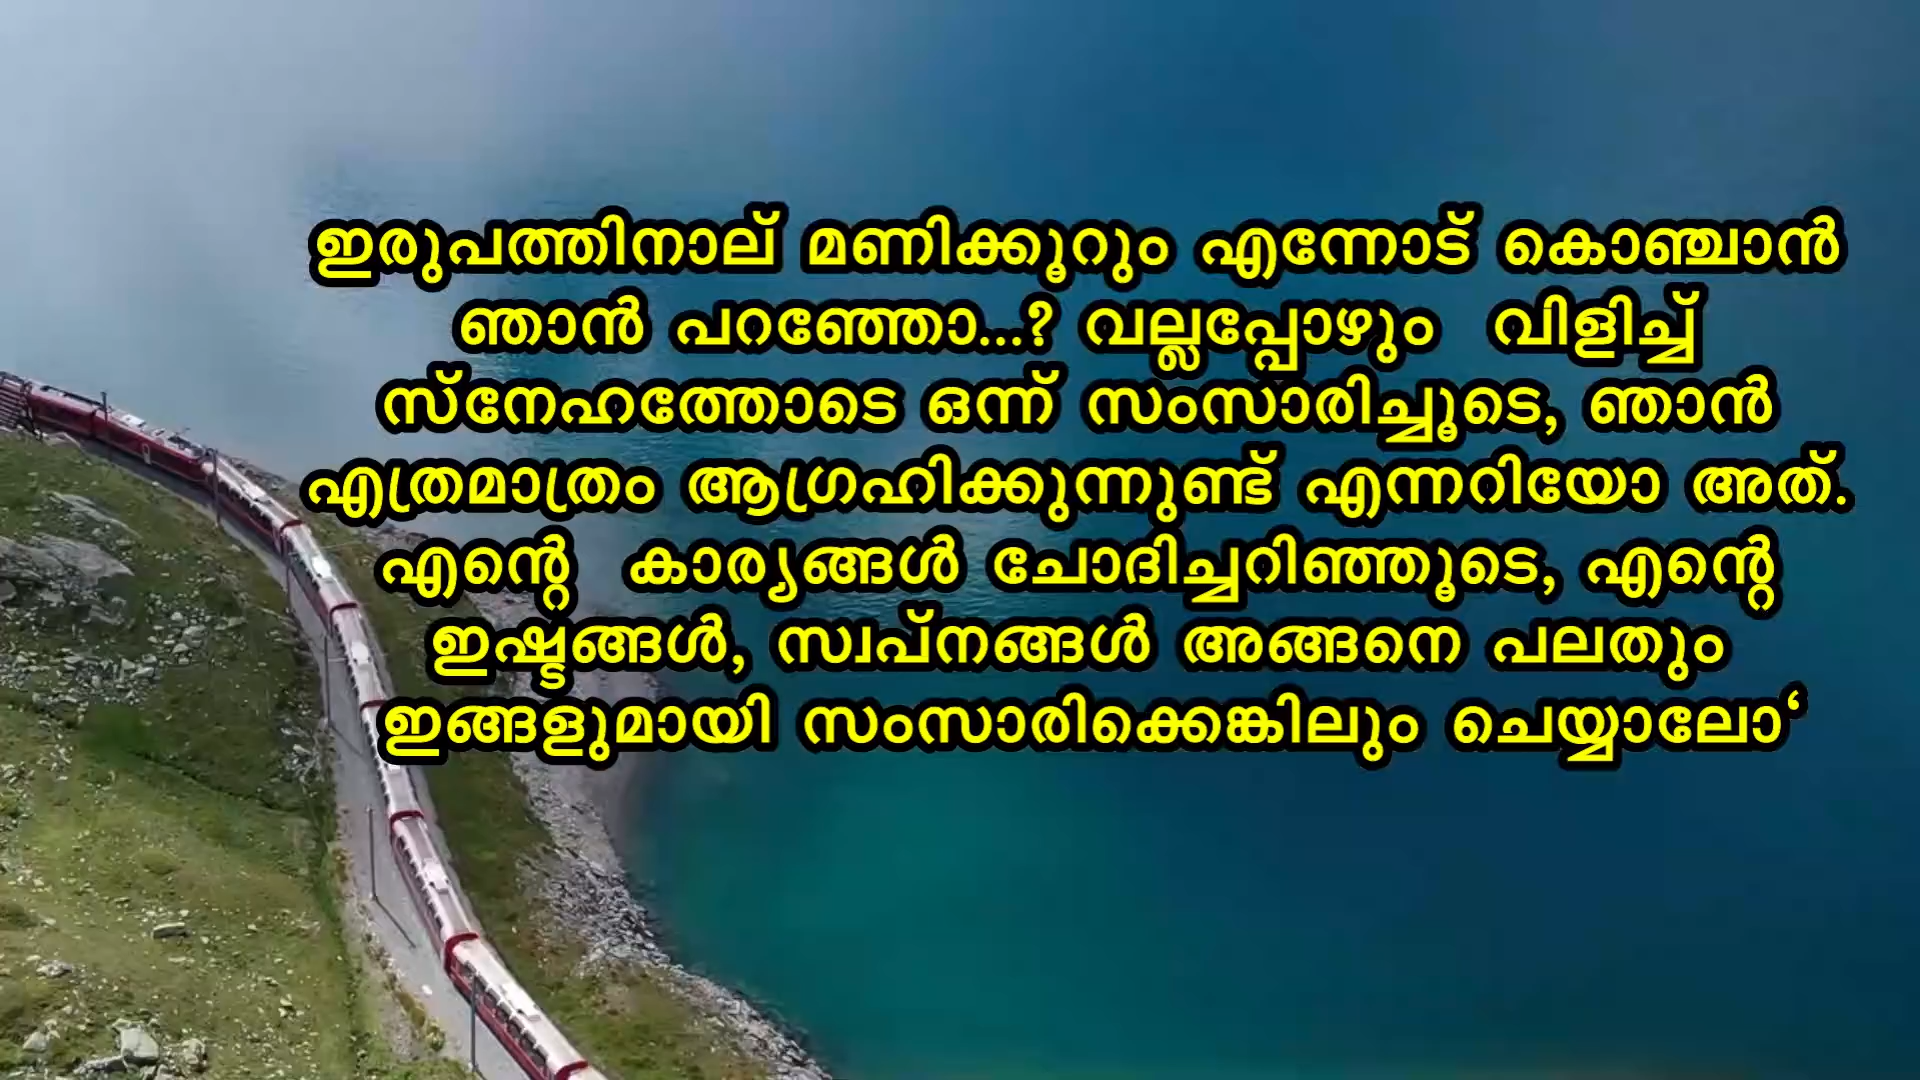 ഇരുപത്തിനാല് മണിക്കൂറും എന്നോട് കൊഞ്ചാൻ
ഞാൻ പറഞ്ഞോ...? വല്ലപ്പോഴും വിളിച്ച്
സ്നേഹത്തോടെ ഒന്ന് സംസാരിച്ചൂടെ, ഞാൻ
എത്രമാത്രം ആഗ്രഹിക്കുന്നുണ്ട് എന്നറിയോ അത്.
എന്റെ കാര്യങ്ങൾ ചോദിച്ചറിഞ്ഞൂടെ, എന്റെ
ഇഷ്ടങ്ങൾ, സ്വപ്നങ്ങൾ അങ്ങനെ പലതും
ഇങ്ങളുമായി സംസാരിക്കെങ്കിലും ചെയ്യാലോ‘